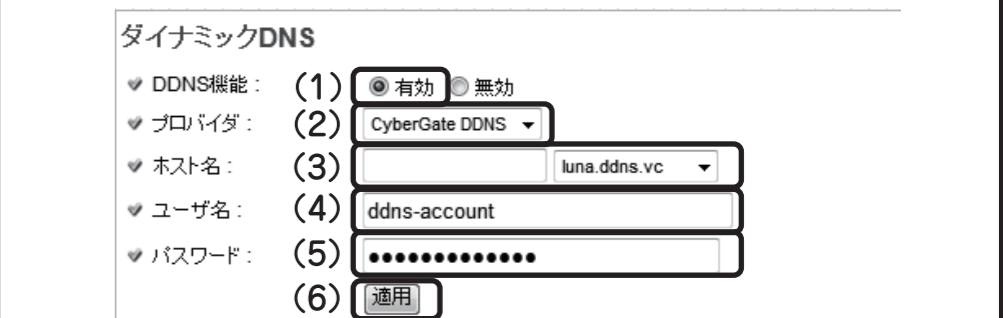 ダイナミックDNS
DDNS機能： (1) 有効 無効
プロバイダ： (2) CyberGate DDNS
ホスト名： (3) luna.ddns.vc
ユーザ名： (4) ddns-account
パスワード： (5) ●●●●●●●●●●●●●
(6) 適用